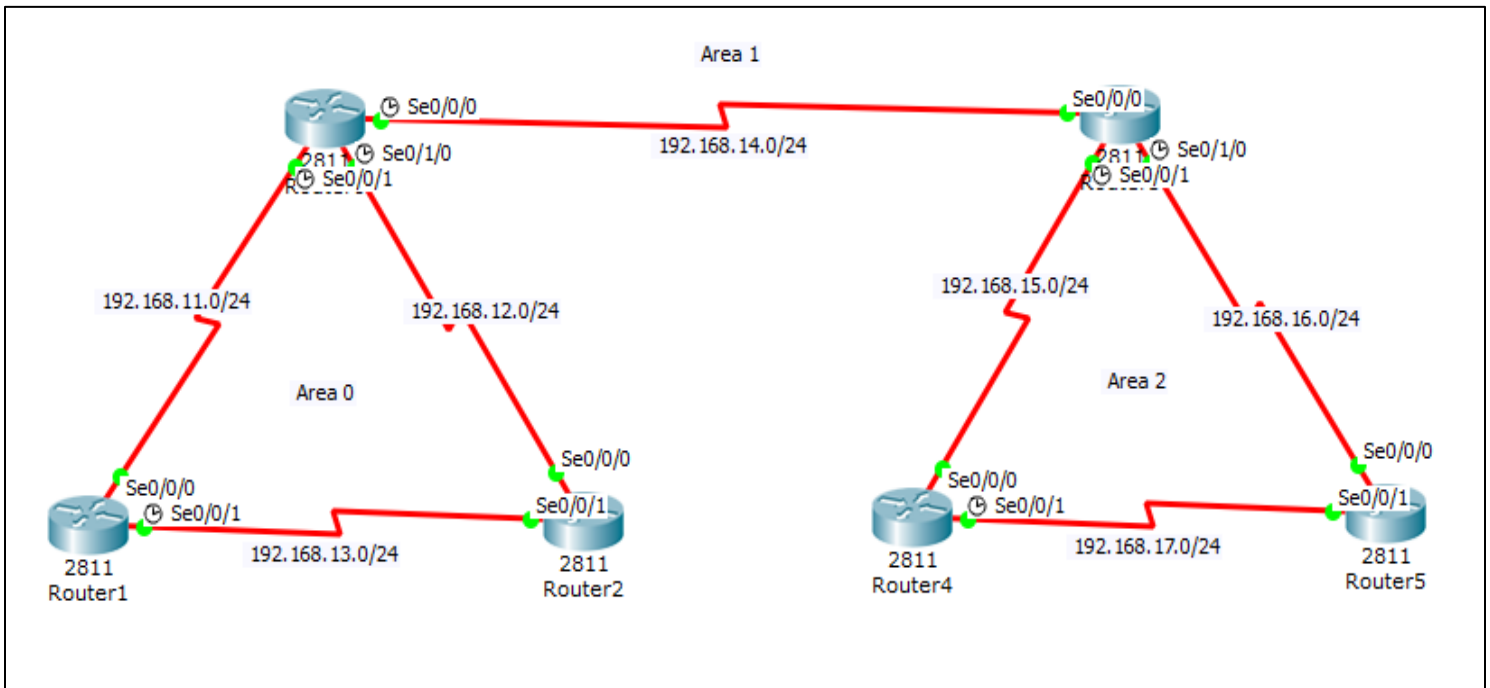 Area 1
Se0/0/0
Se0/0/0
192.168.14.0/24
Se0/1/0
2811
Se0/0/1
Se0/1/0
2811
Se0/0/1
192.168.11.0/24
192.168.12.0/24
192.168.15.0/24
192.168.16.0/24
Area 0
Area 2
Se0/0/0
Se0/0/1
Se0/0/0
Se0/0/1
192.168.13.0/24
2811
Router1
2811
Router2
Se0/0/0
Se0/0/1
Se0/0/0
Se0/0/1
192.168.17.0/24
2811
Router4
2811
Router5